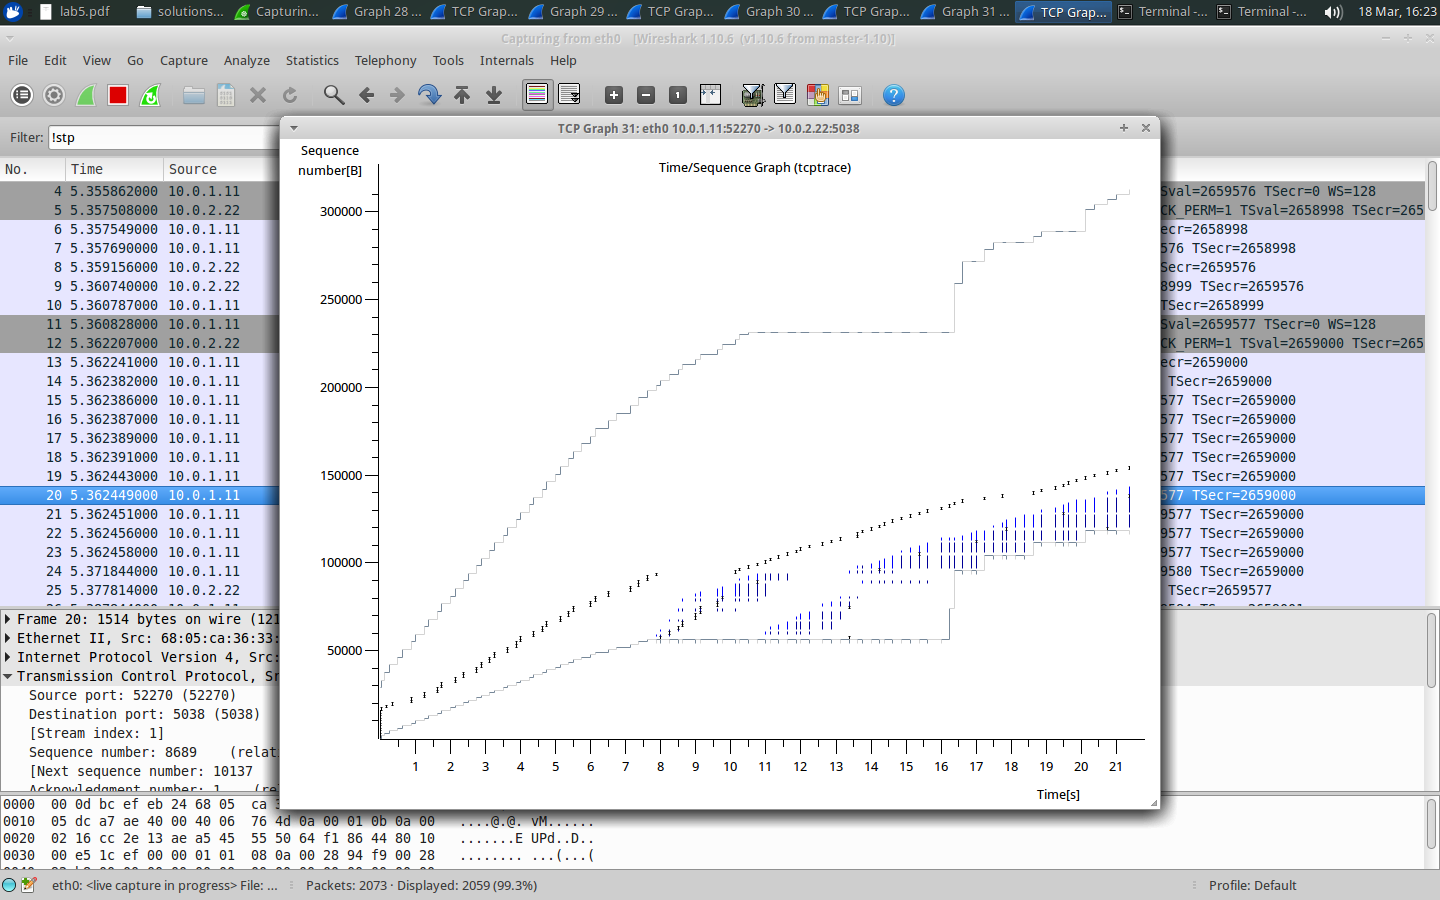 lab5.pdf
solutions...
Capturin...
Graph 28 ...
TCP Grap...
Graph 29 ...
TCP Grap...
Graph 30 ...
TCP Grap...
Graph 31 ...
TCP Grap...
Terminal -...
Terminal -...
18 Mar, 16:23
Capturing from eth0 [Wireshark 1.10.6 (v1.10.6 from master-1.10)]
File Edit View Go Capture Analyze Statistics Telephony Tools Internals Help
Filter: !stp
TCP Graph 31: eth0 10.0.1.11:52270 -> 10.0.2.22:5038
No. Time Source
4 5.355862000 10.0.1.11 Sval=2659576 TSecr=0 WS=128
5 5.357508000 10.0.2.22 CK_PERM=1 TSval=2658998 TSecr=265
6 5.357549000 10.0.1.11 ecr=2658998
7 5.357690000 10.0.1.11 576 TSecr=2658998
8 5.359156000 10.0.2.22 Secr=2659576
9 5.360740000 10.0.2.22 8999 TSecr=2659576
10 5.360787000 10.0.1.11 TSecr=2658999
11 5.360828000 10.0.1.11 Sval=2659577 TSecr=0 WS=128
12 5.362207000 10.0.2.22 CK_PERM=1 TSval=2659000 TSecr=265
13 5.362241000 10.0.1.11 ecr=2659000
14 5.362382000 10.0.1.11 TSecr=2659000
15 5.362386000 10.0.1.11 577 TSecr=2659000
16 5.362387000 10.0.1.11 577 TSecr=2659000
17 5.362389000 10.0.1.11 577 TSecr=2659000
18 5.362391000 10.0.1.11 577 TSecr=2659000
19 5.362443000 10.0.1.11 577 TSecr=2659000
20 5.362449000 10.0.1.11 577 TSecr=2659000
21 5.362451000 10.0.1.11 9577 TSecr=2659000
22 5.362456000 10.0.1.11 9577 TSecr=2659000
23 5.362458000 10.0.1.11 9577 TSecr=2659000
24 5.371844000 10.0.1.11 9580 TSecr=2659000
25 5.377814000 10.0.2.22 TSecr=2659577
Sequence
number[B]
Time/Sequence Graph (tcptrace)
300000
250000
200000
150000
100000
50000
1 2 3 4 5 6 7 8 9 10 11 12 13 14 15 16 17 18 19 20 21
Time[s]
Frame 20: 1514 bytes on wire (121
Ethernet II, Src: 68:05:ca:36:33:
Internet Protocol Version 4, Src:
Transmission Control Protocol, Sr
Source port: 52270 (52270)
Destination port: 5038 (5038)
[Stream index: 1]
Sequence number: 8689 (relati
[Next sequence number: 10137
Acknowledgment number: 1 (re
0000 00 0d bc ef eb 24 68 05 ca 3
0010 05 dc a7 ae 40 00 40 06 76 4d 0a 00 01 0b 0a 00 ....@.@. vM......
0020 02 16 cc 2e 13 ae a5 45 55 50 64 f1 86 44 80 10 .......E UPd..D..
0030 00 e5 1c ef 00 00 01 01 08 0a 00 28 94 f9 00 28 ........ ...(...(
eth0: <live capture in progress> File: ... Packets: 2073 · Displayed: 2059 (99.3%) Profile: Default